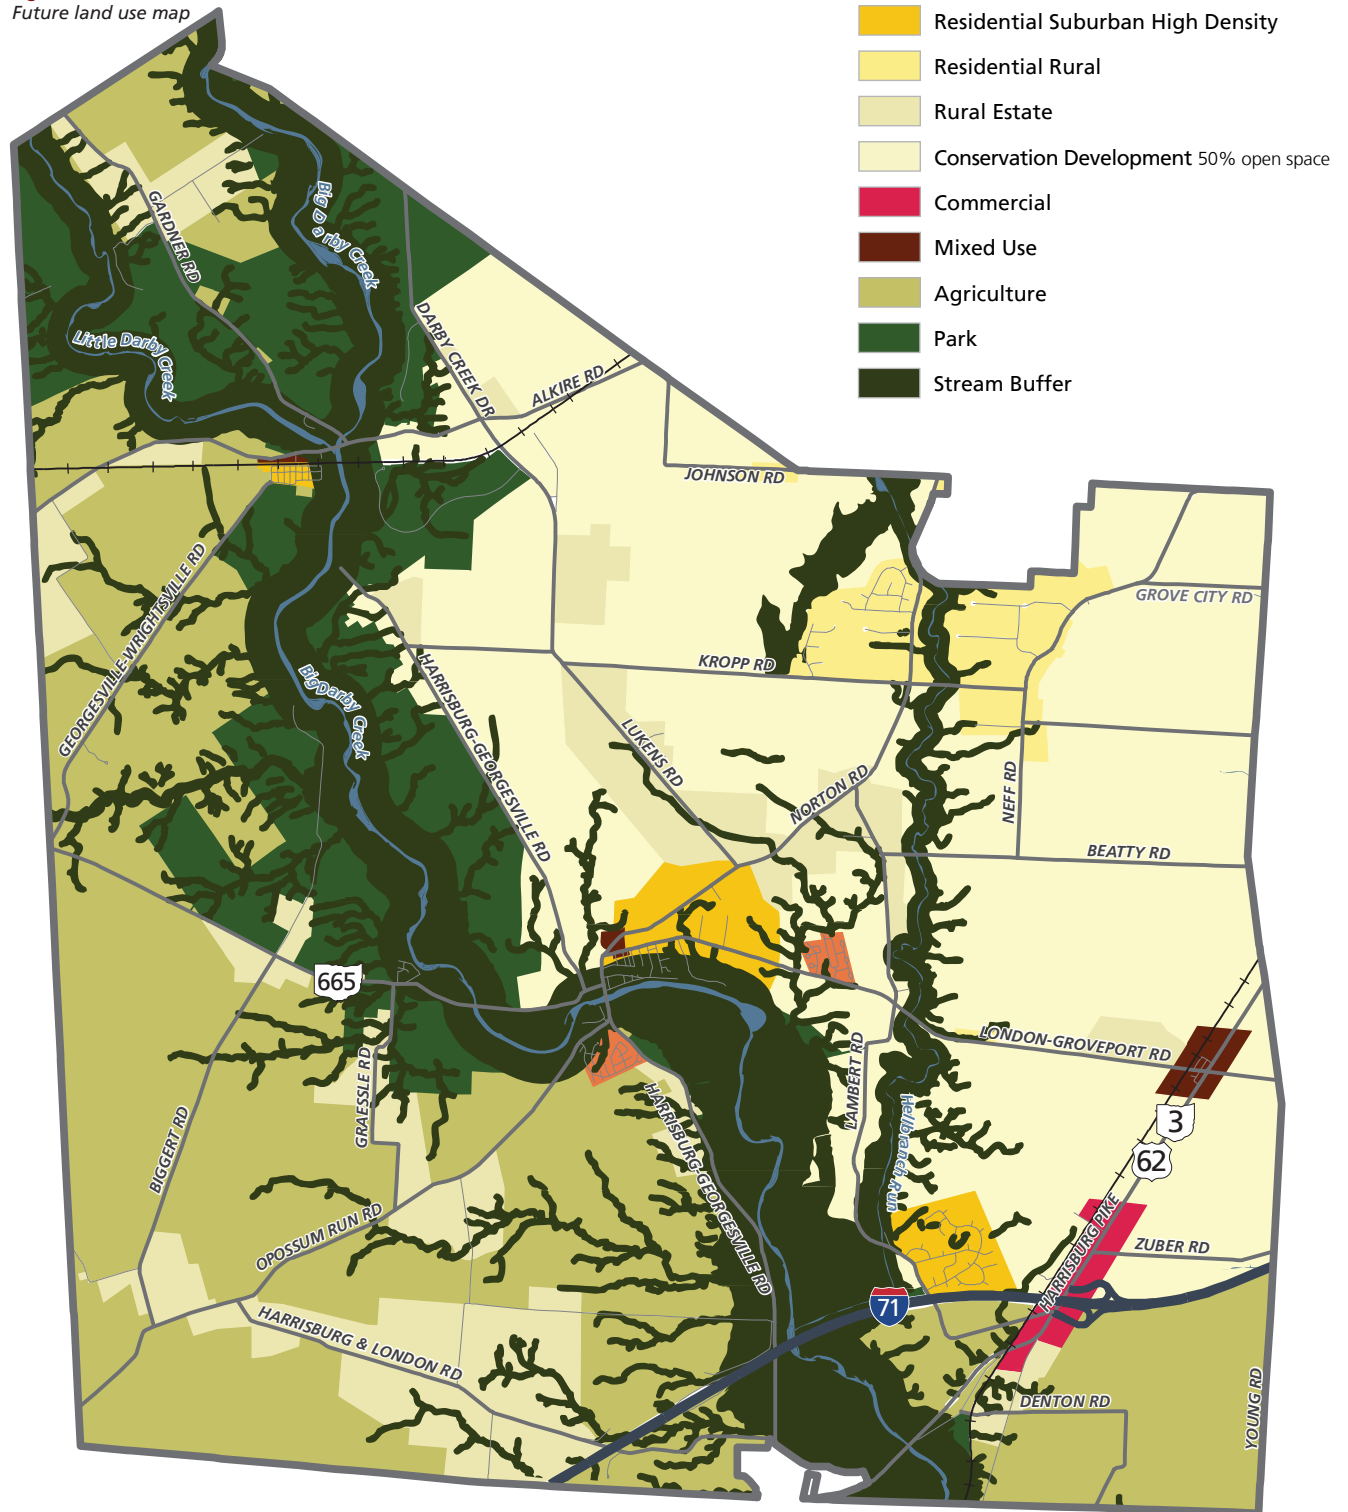 Future land use map
Residential Suburban High Density
Residential Rural
Rural Estate
Conservation Development 50% open space
Commercial
Mixed Use
Agriculture
Park
Stream Buffer
GARDNER RD
Big Darby Creek
Little Darby Creek
DARBY CREEK DR
ALKIRE RD
JOHNSON RD
GEORGESVILLE-WRIGHTSVILLE RD
GROVE CITY RD
KROPP RD
HARRISBURG-GEORGESVILLE RD
BigDarby Creek
LUKENS RD
NORTON RD
NEFF RD
BEATTY RD
665
LONDON-GROVEPORT RD
GRAESSLE RD
LAMBERT RD
HARRISBURG-GEORGESVILLE RD
Hellbranch Run
3
62
BIGGERT RD
OPOSSUM RUN RD
HARRISBURG PIKE
ZUBER RD
71
HARRISBURG & LONDON RD
DENTON RD
YOUNG RD